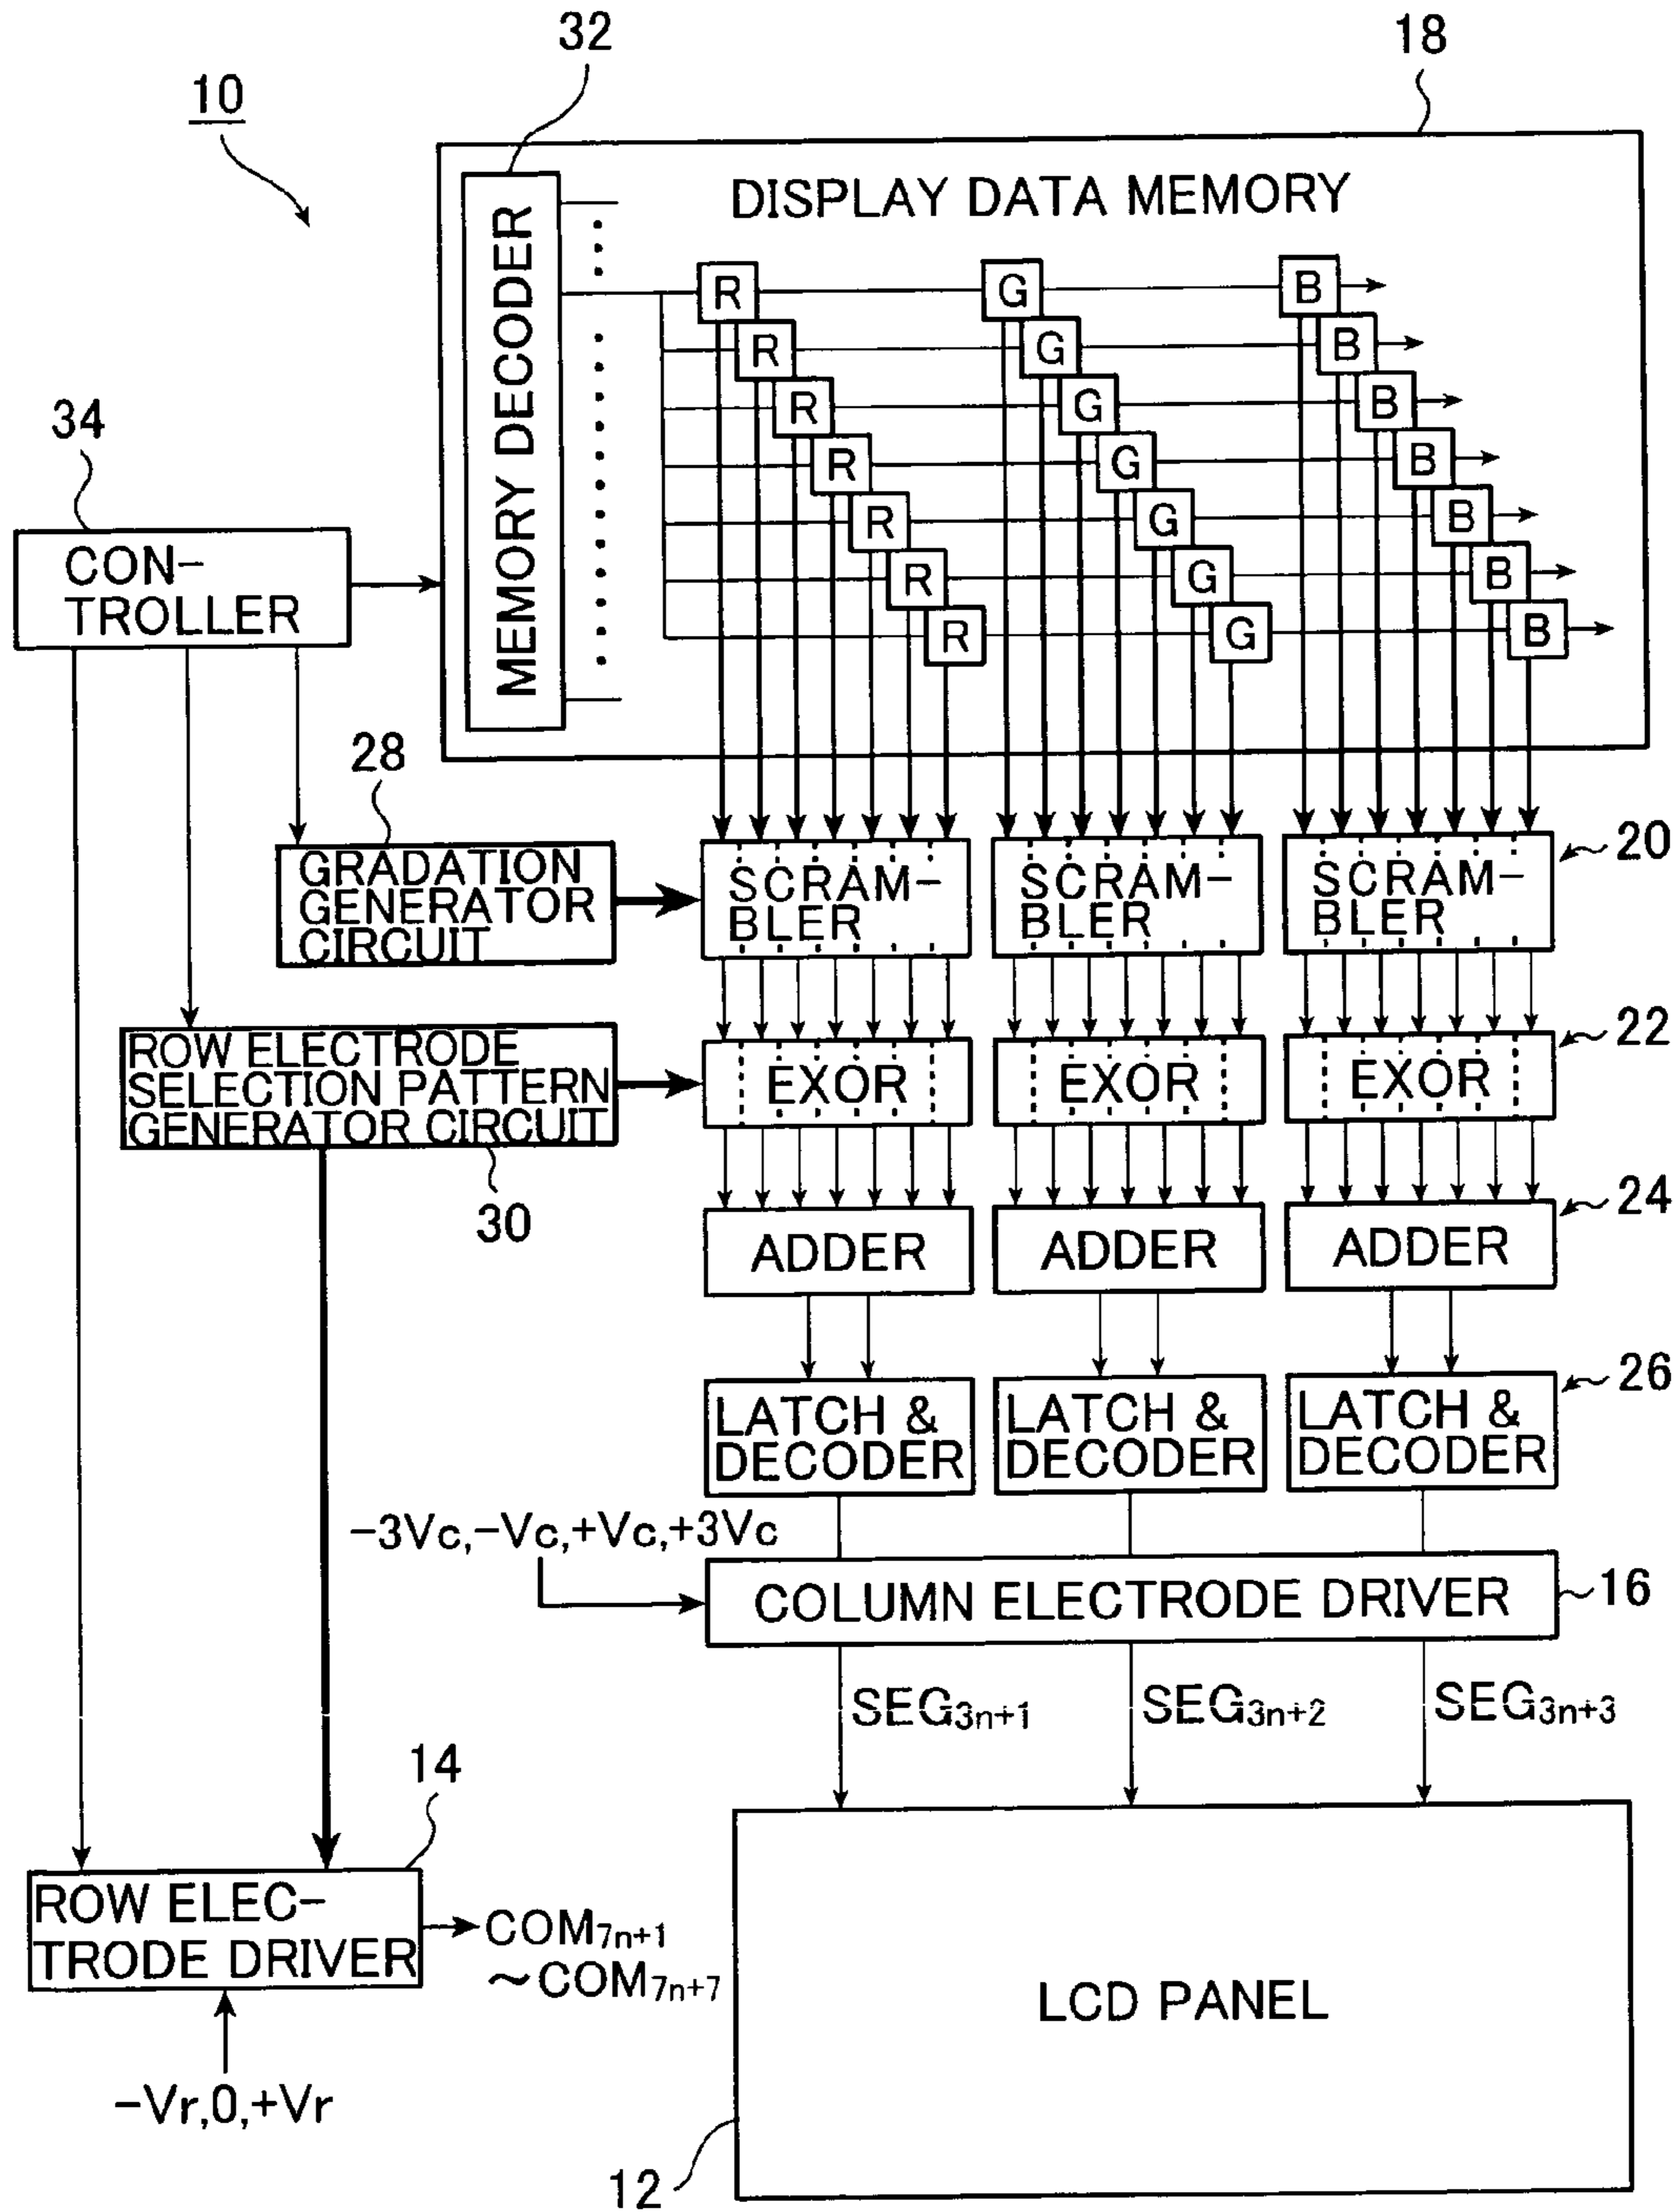 32
18
10
DISPLAY DATA MEMORY
MEMORY DECODER
R G B
R G B
R G B
R G B
R G B
R G B
R G B
34
CON-
TROLLER
28
GRADATION
GENERATOR
CIRCUIT
SCRAM-
BLER
SCRAM-
BLER
SCRAM-
BLER
20
ROW ELECTRODE
SELECTION PATTERN
GENERATOR CIRCUIT
30
EXOR EXOR EXOR 22
ADDER ADDER ADDER 24
LATCH &
DECODER
LATCH &
DECODER
LATCH &
DECODER
26
-3Vc,-Vc,+Vc,+3Vc
COLUMN ELECTRODE DRIVER 16
SEG3n+1 SEG3n+2 SEG3n+3
14
ROW ELEC-
TRODE DRIVER
COM7n+1
~COM7n+7
-Vr,0,+Vr
LCD PANEL
12